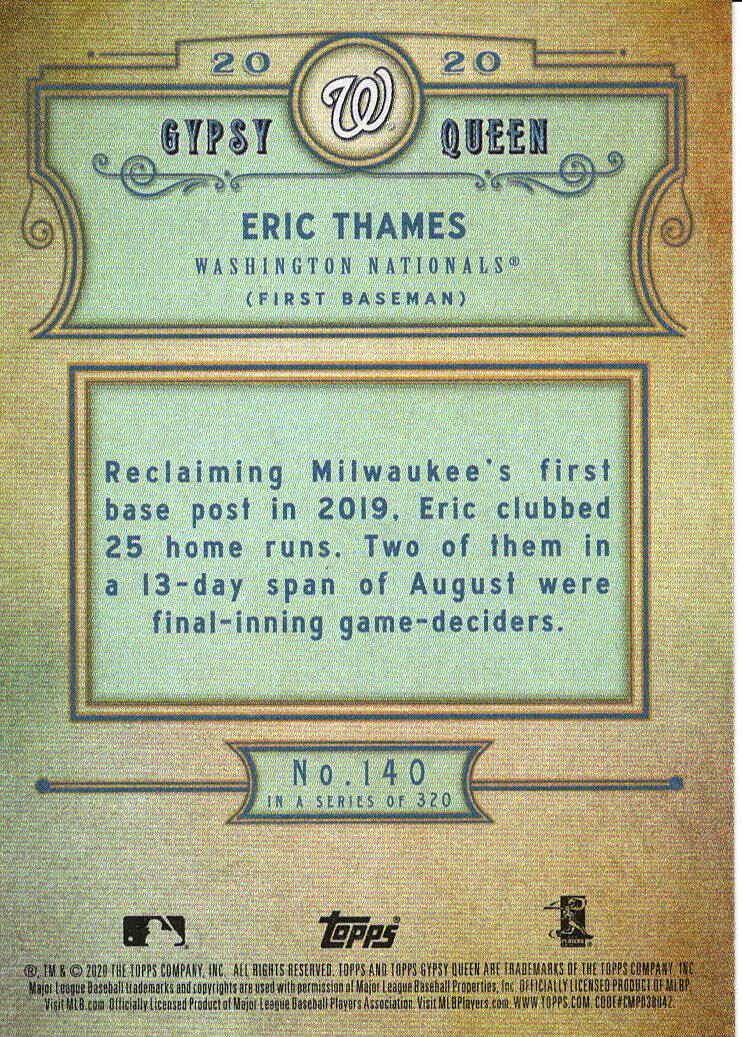 20 20
W
GYPSY QUEEN
ERIC THAMES
WASHINGTON NATIONALS®
(FIRST BASEMAN)
Reclaiming Milwaukee's first
base post in 2019, Eric clubbed
25 home runs. Two of them in
a 13-day span of August were
final-inning game-deciders.
No.140
IN A SERIES OF 320
Topps®
PLAYERS
®, TM & © 2020 THE TOPPS COMPANY, INC. ALL RIGHTS RESERVED. TOPPS AND TOPPS GYPSY QUEEN ARE TRADEMARKS OF THE TOPPS COMPANY, INC.
Major League Baseball trademarks and copyrights are used with permission of Major League Baseball Properties, Inc. OFFICIALLY LICENSED PRODUCT OF MLBP
Visit MLB.com Officially Licensed Product of Major League Baseball Players Association. Visit MLBPlayers.com. WWW.TOPPS.COM. CODE#CMP038042.